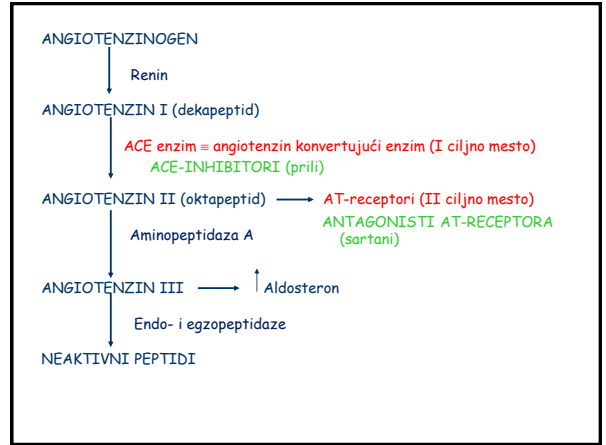 ANGIOTENZINOGEN
Renin
ANGIOTENZIN I (dekapeptid)
ACE enzim ≡ angiotenzin konvertujući enzim (I ciljno mesto)
ACE-INHIBITORI (prili)
ANGIOTENZIN II (oktapeptid) AT-receptori (II ciljno mesto)
ANTAGONISTI AT-RECEPTORA
(sartani)
Aminopeptidaza A
ANGIOTENZIN III Aldosteron
Endo- i egzopeptidaze
NEAKTIVNI PEPTIDI